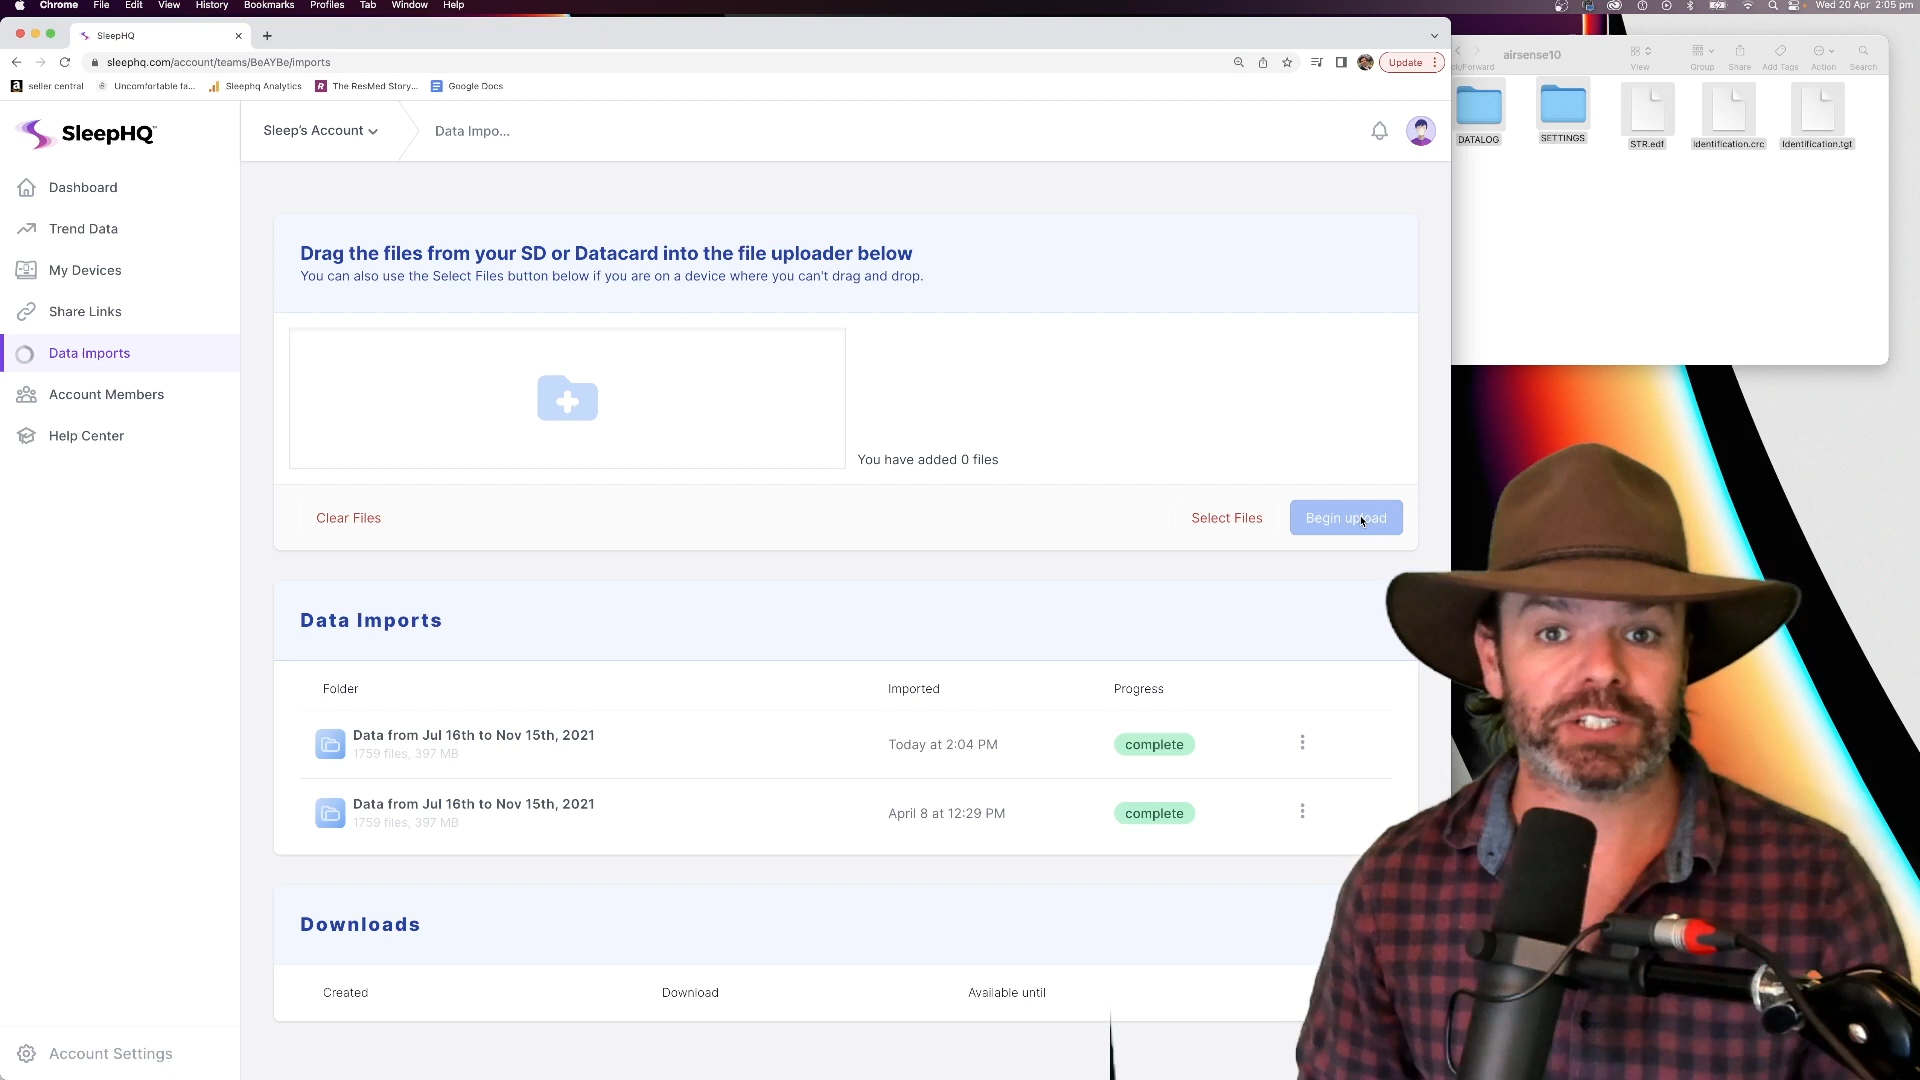 Chrome File Edit View History Bookmarks Profiles Tab Window Help
Wed 20 Apr 2:05 pm
SleepHQ
sleephq.com/account/teams/BeAYBe/imports
Update
seller central
Uncomfortable fa...
Sleephq Analytics
The ResMed Story...
Google Docs
airsense10
View
Group
Share
Add Tags
Action
Search
DATALOG
SETTINGS
STR.edf
Identification.crc
Identification.tgt
SleepHQ
Sleep's Account
Data Impo...
Dashboard
Trend Data
My Devices
Share Links
Data Imports
Account Members
Help Center
Account Settings
Drag the files from your SD or Datacard into the file uploader below
You can also use the Select Files button below if you are on a device where you can't drag and drop.
You have added 0 files
Clear Files
Select Files
Begin upload
Data Imports
Folder Imported Progress
Data from Jul 16th to Nov 15th, 2021
1759 files, 397 MB
Today at 2:04 PM
complete
Data from Jul 16th to Nov 15th, 2021
1759 files, 397 MB
April 8 at 12:29 PM
complete
Downloads
Created Download Available until